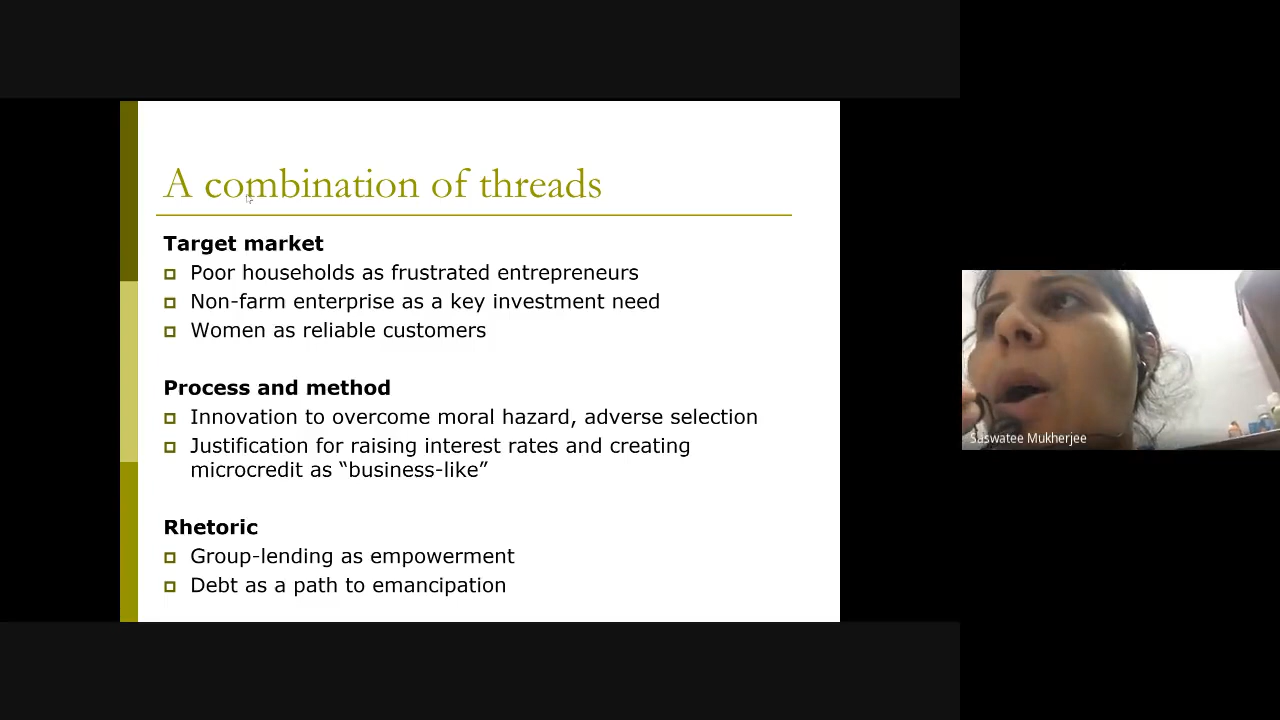 A combination of threads
Target market
Poor households as frustrated entrepreneurs
Non-farm enterprise as a key investment need
Women as reliable customers
Process and method
Innovation to overcome moral hazard, adverse selection
Justification for raising interest rates and creating
microcredit as “business-like”
Rhetoric
Group-lending as empowerment
Debt as a path to emancipation
Saswatee Mukherjee